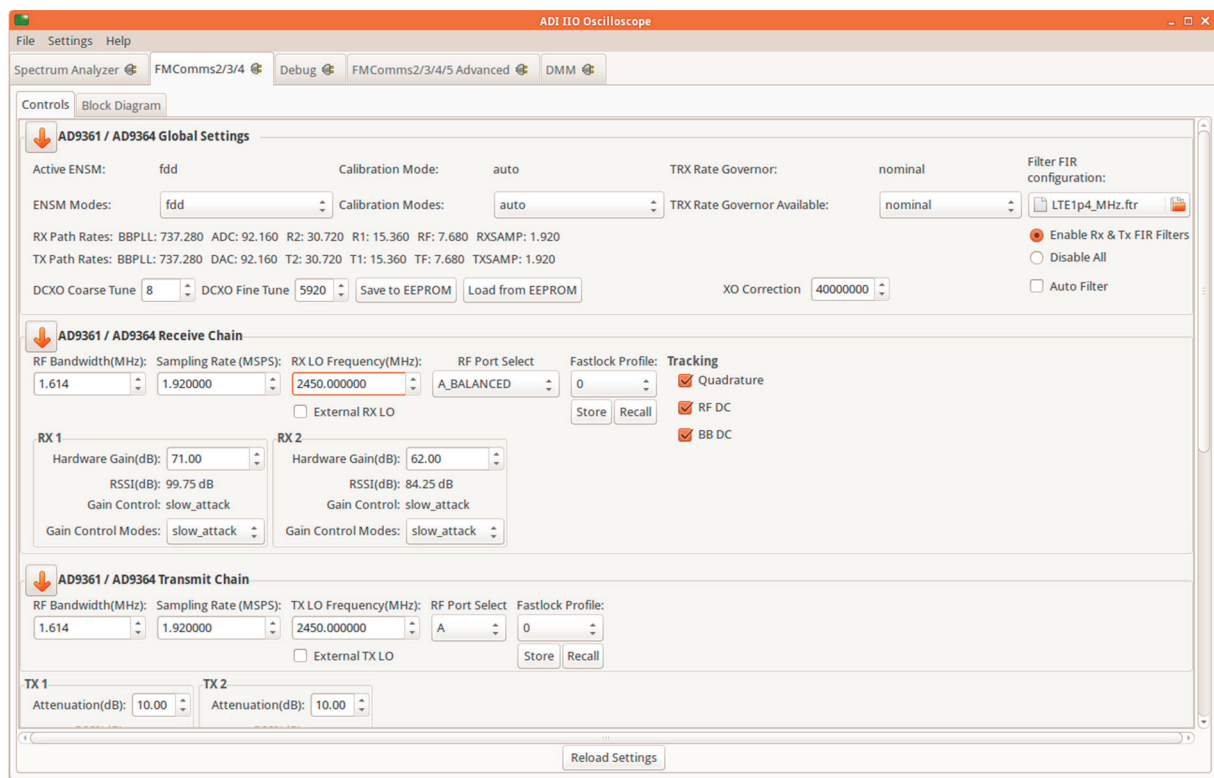 ADI IIO Oscilloscope
File Settings Help
Spectrum Analyzer FMComms2/3/4 Debug FMComms2/3/4/5 Advanced DMM
Controls Block Diagram
AD9361 / AD9364 Global Settings
Active ENSM: fdd Calibration Mode: auto TRX Rate Governor: nominal Filter FIR
configuration:
ENSM Modes: fdd Calibration Modes: auto TRX Rate Governor Available: nominal LTE1p4_MHz.ftr
RX Path Rates: BBPLL: 737.280 ADC: 92.160 R2: 30.720 R1: 15.360 RF: 7.680 RXSAMP: 1.920 Enable Rx & Tx FIR Filters
TX Path Rates: BBPLL: 737.280 DAC: 92.160 T2: 30.720 T1: 15.360 TF: 7.680 TXSAMP: 1.920 Disable All
DCXO Coarse Tune 8 DCXO Fine Tune 5920 Save to EEPROM Load from EEPROM XO Correction 40000000 Auto Filter
AD9361 / AD9364 Receive Chain
RF Bandwidth(MHz): Sampling Rate (MSPS): RX LO Frequency(MHz): RF Port Select Fastlock Profile: Tracking
1.614 1.920000 2450.000000 A_BALANCED 0 Quadrature
External RX LO Store Recall RF DC
BB DC
RX 1 RX 2
Hardware Gain(dB): 71.00 Hardware Gain(dB): 62.00
RSSI(dB): 99.75 dB RSSI(dB): 84.25 dB
Gain Control: slow_attack Gain Control: slow_attack
Gain Control Modes: slow_attack Gain Control Modes: slow_attack
AD9361 / AD9364 Transmit Chain
RF Bandwidth(MHz): Sampling Rate (MSPS): TX LO Frequency(MHz): RF Port Select Fastlock Profile:
1.614 1.920000 2450.000000 A 0
External TX LO Store Recall
TX 1 TX 2
Attenuation(dB): 10.00 Attenuation(dB): 10.00
Reload Settings